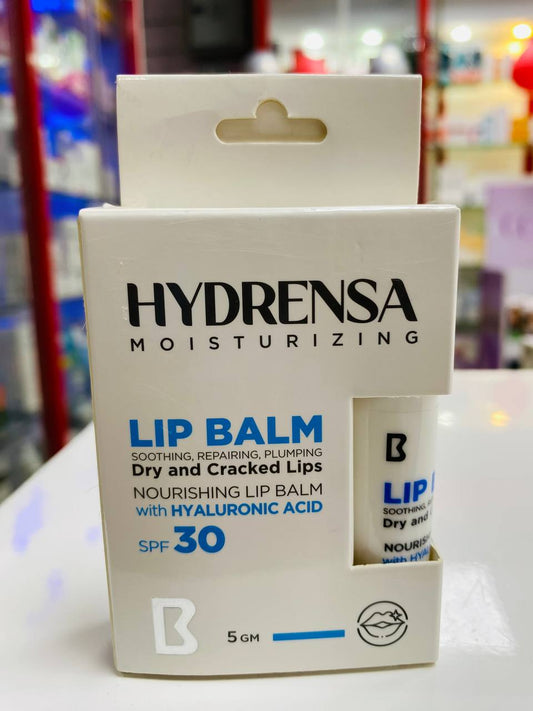 HYDRENSA
MOISTURIZING
LIP BALM
SOOTHING, REPAIRING, PLUMPING
Dry and Cracked Lips
NOURISHING LIP BALM
with HYALURONIC ACID
SPF 30
B
5 GM
B
LIP
SOOTHING,
Dry and